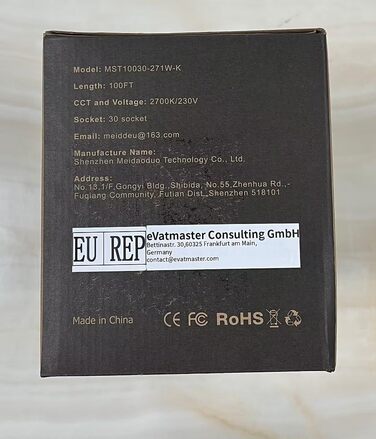 Model: MST10030-271W-K
Length: 100FT
CCT and Voltage: 2700K/230V
Socket: 30 socket
Email: meiddeu@163.com
Manufacture Name:
Shenzhen Meidaoduo Technology Co., Ltd.
Address:
No.13,1/F,Gongyi Bldg.,Shibida, No.55,Zhenhua Rd.,-
Fuqiang Community, Futian Dist.,Shenzhen 518101
EU REP
eVatmaster Consulting GmbH
Bettinastr. 30,60325 Frankfurt am Main,
Germany
contact@evatmaster.com
Made in China CE FC RoHS